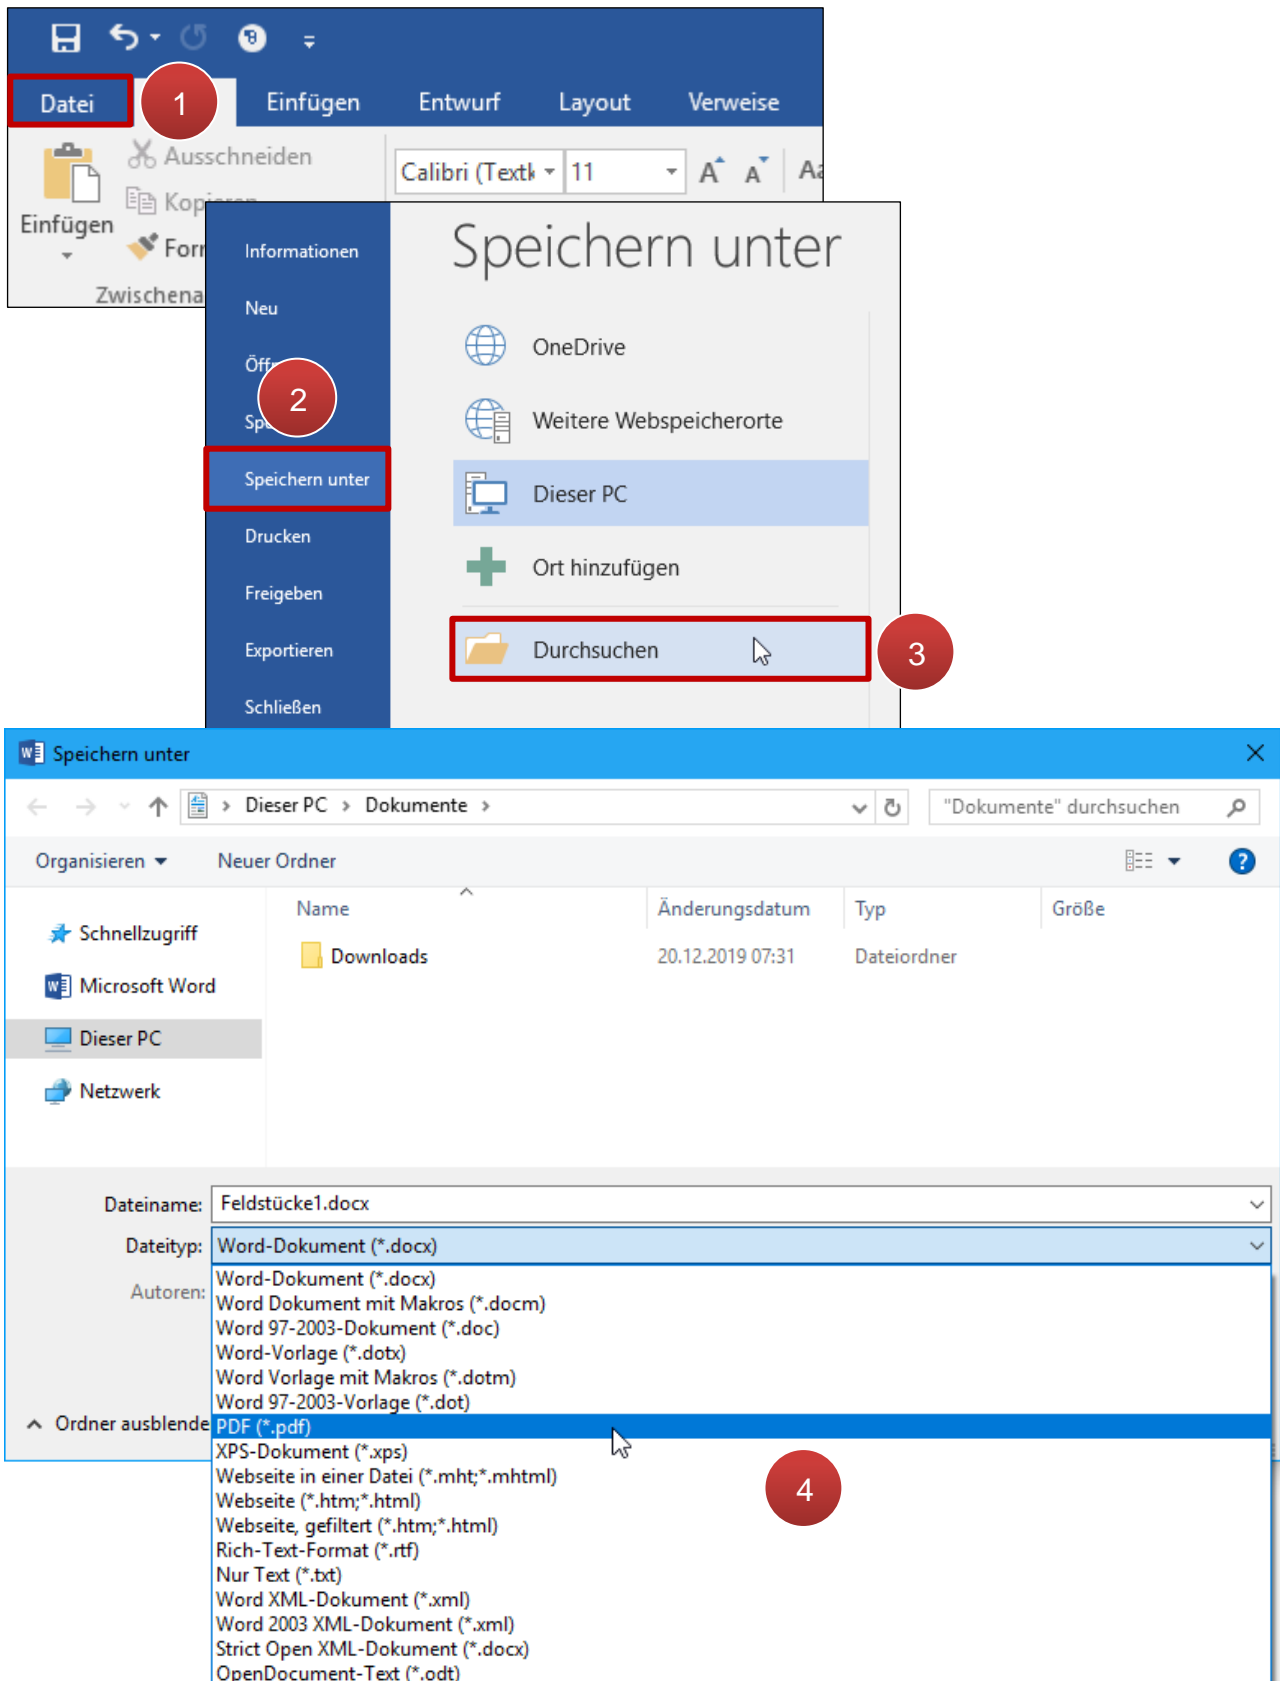 Datei
1
Einfügen
Entwurf
Layout
Verweise
Ausschneiden
Calibri (Textk
11
Kopieren
Einfügen
Informationen
Neu
2
Speichern unter
Drucken
Freigeben
Exportieren
Schließen
Speichern unter
OneDrive
Weitere Webspeicherorte
Dieser PC
Ort hinzufügen
Durchsuchen
3
Speichern unter
Dieser PC > Dokumente >
"Dokumente" durchsuchen
Organisieren
Neuer Ordner
Name
Änderungsdatum
Typ
Größe
Schnellzugriff
Downloads
20.12.2019 07:31
Dateiordner
Microsoft Word
Dieser PC
Netzwerk
Dateiname: Feldstücke1.docx
Dateityp: Word-Dokument (*.docx)
Autoren:
Word-Dokument (*.docx)
Word Dokument mit Makros (*.docm)
Word 97-2003-Dokument (*.doc)
Word-Vorlage (*.dotx)
Word Vorlage mit Makros (*.dotm)
Word 97-2003-Vorlage (*.dot)
Ordner ausblende
PDF (*.pdf)
XPS-Dokument (*.xps)
Webseite in einer Datei (*.mht;*.mhtml)
4
Webseite (*.htm;*.html)
Webseite, gefiltert (*.htm;*.html)
Rich-Text-Format (*.rtf)
Nur Text (*.txt)
Word XML-Dokument (*.xml)
Word 2003 XML-Dokument (*.xml)
Strict Open XML-Dokument (*.docx)
OpenDocument-Text (*.odt)